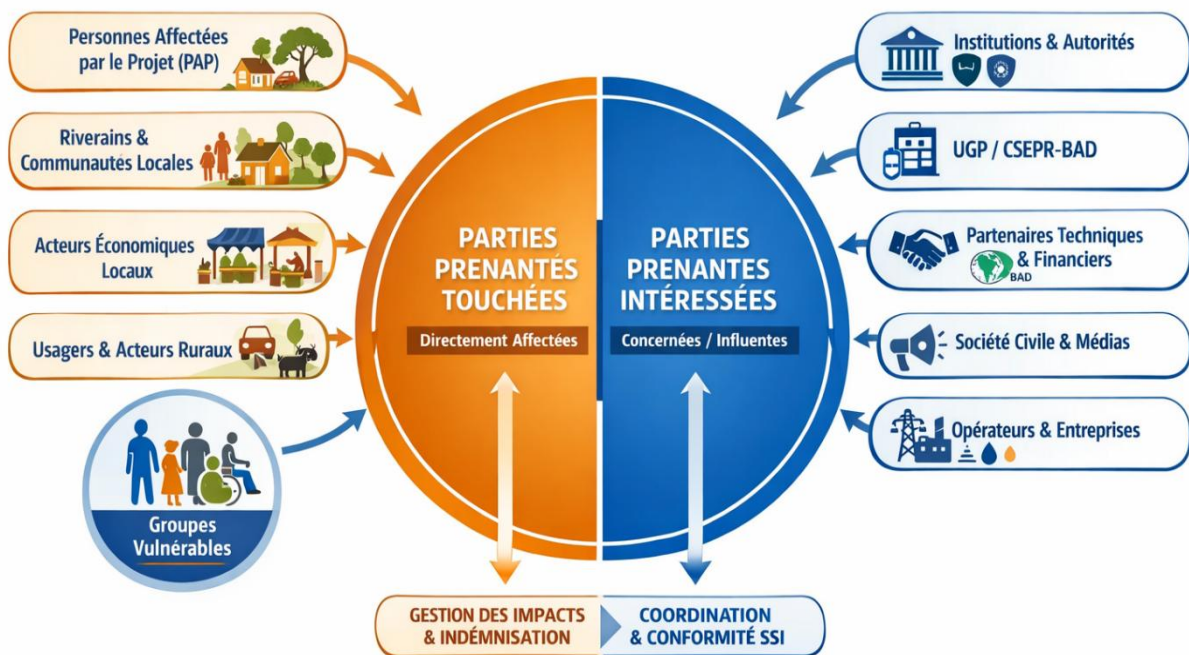 Personnes Affectées
par le Projet (PAP)
Riverains &
Communautés Locales
Acteurs Économiques
Locaux
Usagers & Acteurs Ruraux
Groupes
Vulnérables
PARTIES
PRENANTÉS
TOUCHÉES
Directement Affectées
PARTIES
PRENANTES
INTÉRESSÉES
Concernées / Influentes
Institutions & Autorités
UGP / CSEPR-BAD
Partenaires Techniques
& Financiers
BAD
Société Civile & Médias
Opérateurs & Entreprises
GESTION DES IMPACTS
& INDÉMNISATION
COORDINATION
& CONFORMITÉ SSI